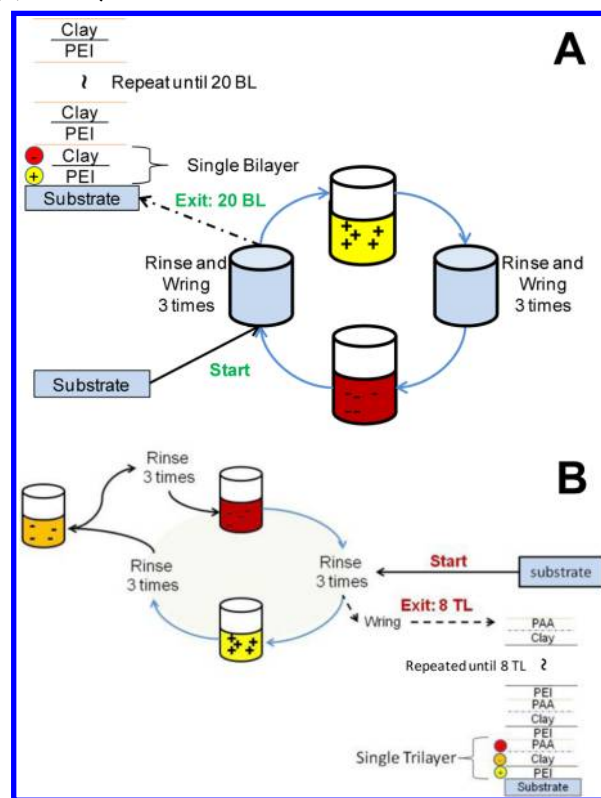 A
Clay
PEI
~ Repeat until 20 BL
Clay
PEI
- Clay
+ PEI
Single Bilayer
Substrate
Exit: 20 BL
+ + + + +
Rinse and
Wring
3 times
Rinse and
Wring
3 times
Substrate
Start
B
Rinse
3 times
Rinse
3 times
Rinse
3 times
Start
substrate
Wring
Exit: 8 TL
PAA
Clay
Repeated until 8 TL ~
PEI
PAA
Clay
PEI
PAA
Clay
+ PEI
Single Trilayer
Substrate